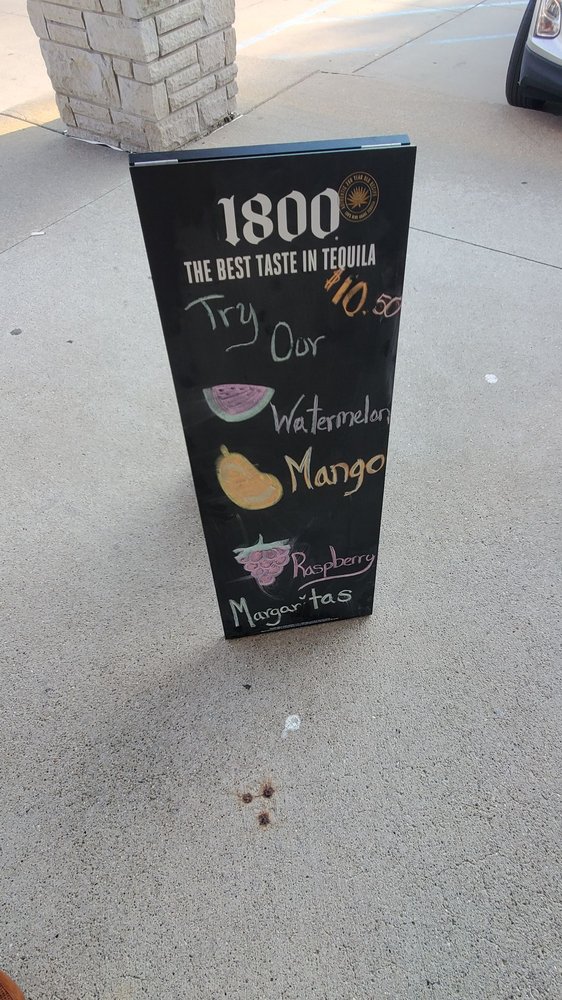 1800
THE BEST TASTE IN TEQUILA
$10.50
Try
Our
Watermelon
Mango
Raspberry
Margaritas